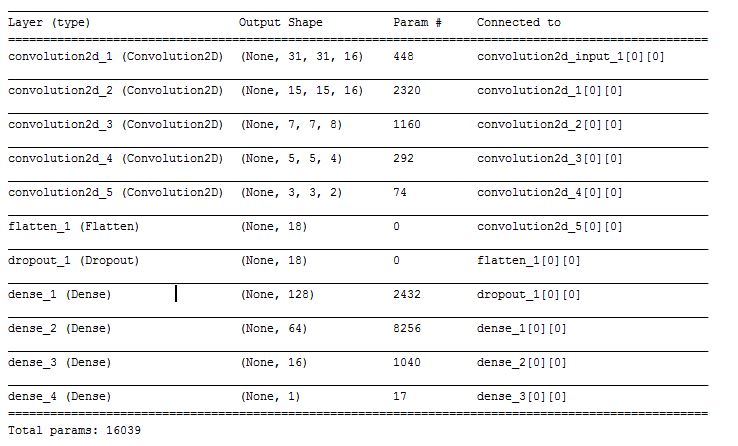 Layer (type) Output Shape Param # Connected to
convolution2d_1 (Convolution2D) (None, 31, 31, 16) 448 convolution2d_input_1[0][0]
convolution2d_2 (Convolution2D) (None, 15, 15, 16) 2320 convolution2d_1[0][0]
convolution2d_3 (Convolution2D) (None, 7, 7, 8) 1160 convolution2d_2[0][0]
convolution2d_4 (Convolution2D) (None, 5, 5, 4) 292 convolution2d_3[0][0]
convolution2d_5 (Convolution2D) (None, 3, 3, 2) 74 convolution2d_4[0][0]
flatten_1 (Flatten) (None, 18) 0 convolution2d_5[0][0]
dropout_1 (Dropout) (None, 18) 0 flatten_1[0][0]
dense_1 (Dense) (None, 128) 2432 dropout_1[0][0]
dense_2 (Dense) (None, 64) 8256 dense_1[0][0]
dense_3 (Dense) (None, 16) 1040 dense_2[0][0]
dense_4 (Dense) (None, 1) 17 dense_3[0][0]
Total params: 16039